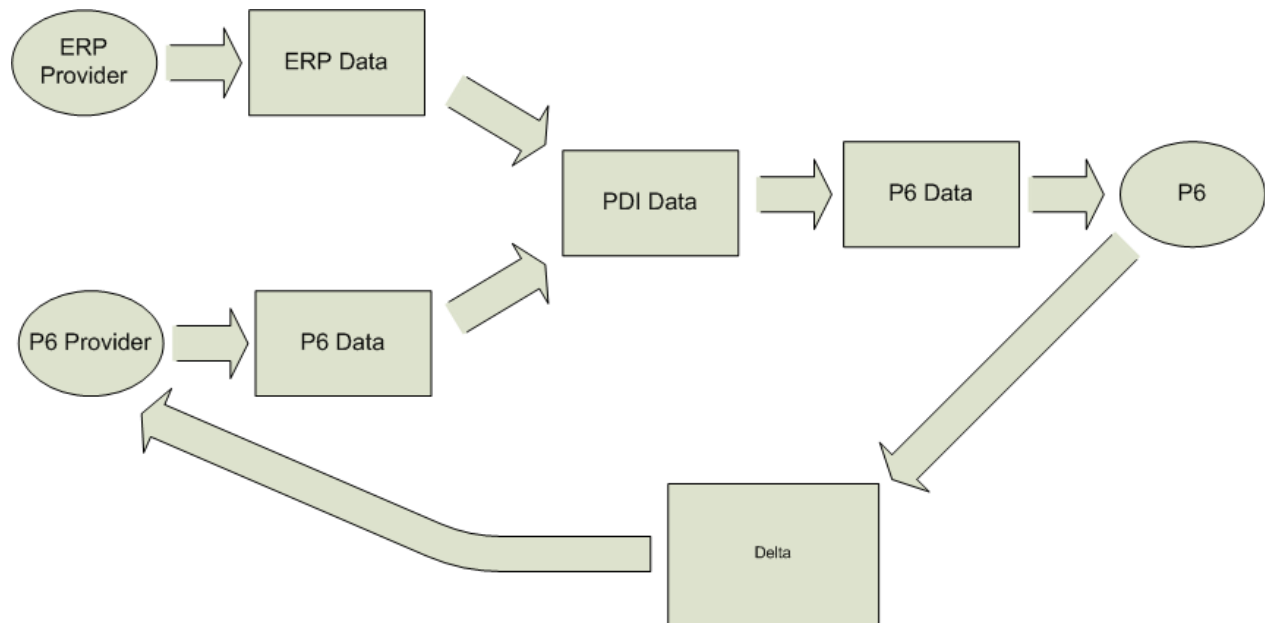 ERP
Provider
ERP Data
PDI Data
P6 Data
P6
P6 Provider
P6 Data
Delta